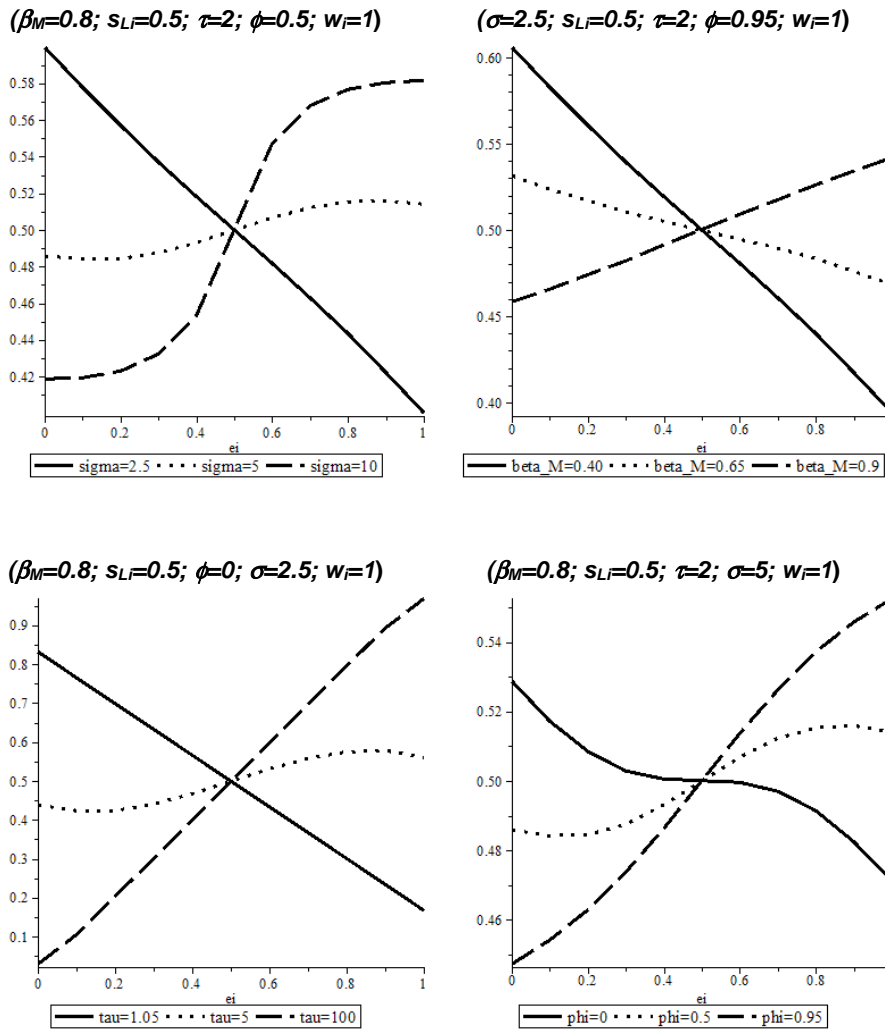 (βM=0.8; sLi=0.5; τ=2; ϕ=0.5; wi=1)
0.58
0.56
0.54
0.52
0.50
0.48
0.46
0.44
0.42
0 0.2 0.4 0.6 0.8 1
ei
sigma=2.5 sigma=5 sigma=10
(σ=2.5; sLi=0.5; τ=2; ϕ=0.95; wi=1)
0.60
0.55
0.50
0.45
0.40
0 0.2 0.4 0.6 0.8
ei
beta_M=0.40 beta_M=0.65 beta_M=0.9
(βM=0.8; sLi=0.5; ϕ=0; σ=2.5; wi=1)
0.9
0.8
0.7
0.6
0.5
0.4
0.3
0.2
0.1
0 0.2 0.4 0.6 0.8 1
ei
tau=1.05 tau=5 tau=100
(βM=0.8; sLi=0.5; τ=2; σ=5; wi=1)
0.54
0.52
0.50
0.48
0.46
0 0.2 0.4 0.6 0.8
ei
phi=0 phi=0.5 phi=0.95